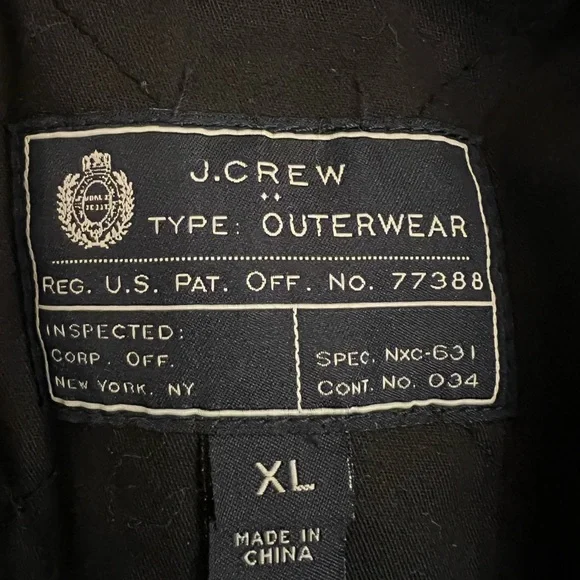 J.CREW
TYPE: OUTERWEAR
REG. U.S. PAT. OFF. NO. 77388
INSPECTED:
CORP. OFF.
NEW YORK, NY
SPEC. NXC-631
CONT. NO. 034
XL
MADE IN
CHINA